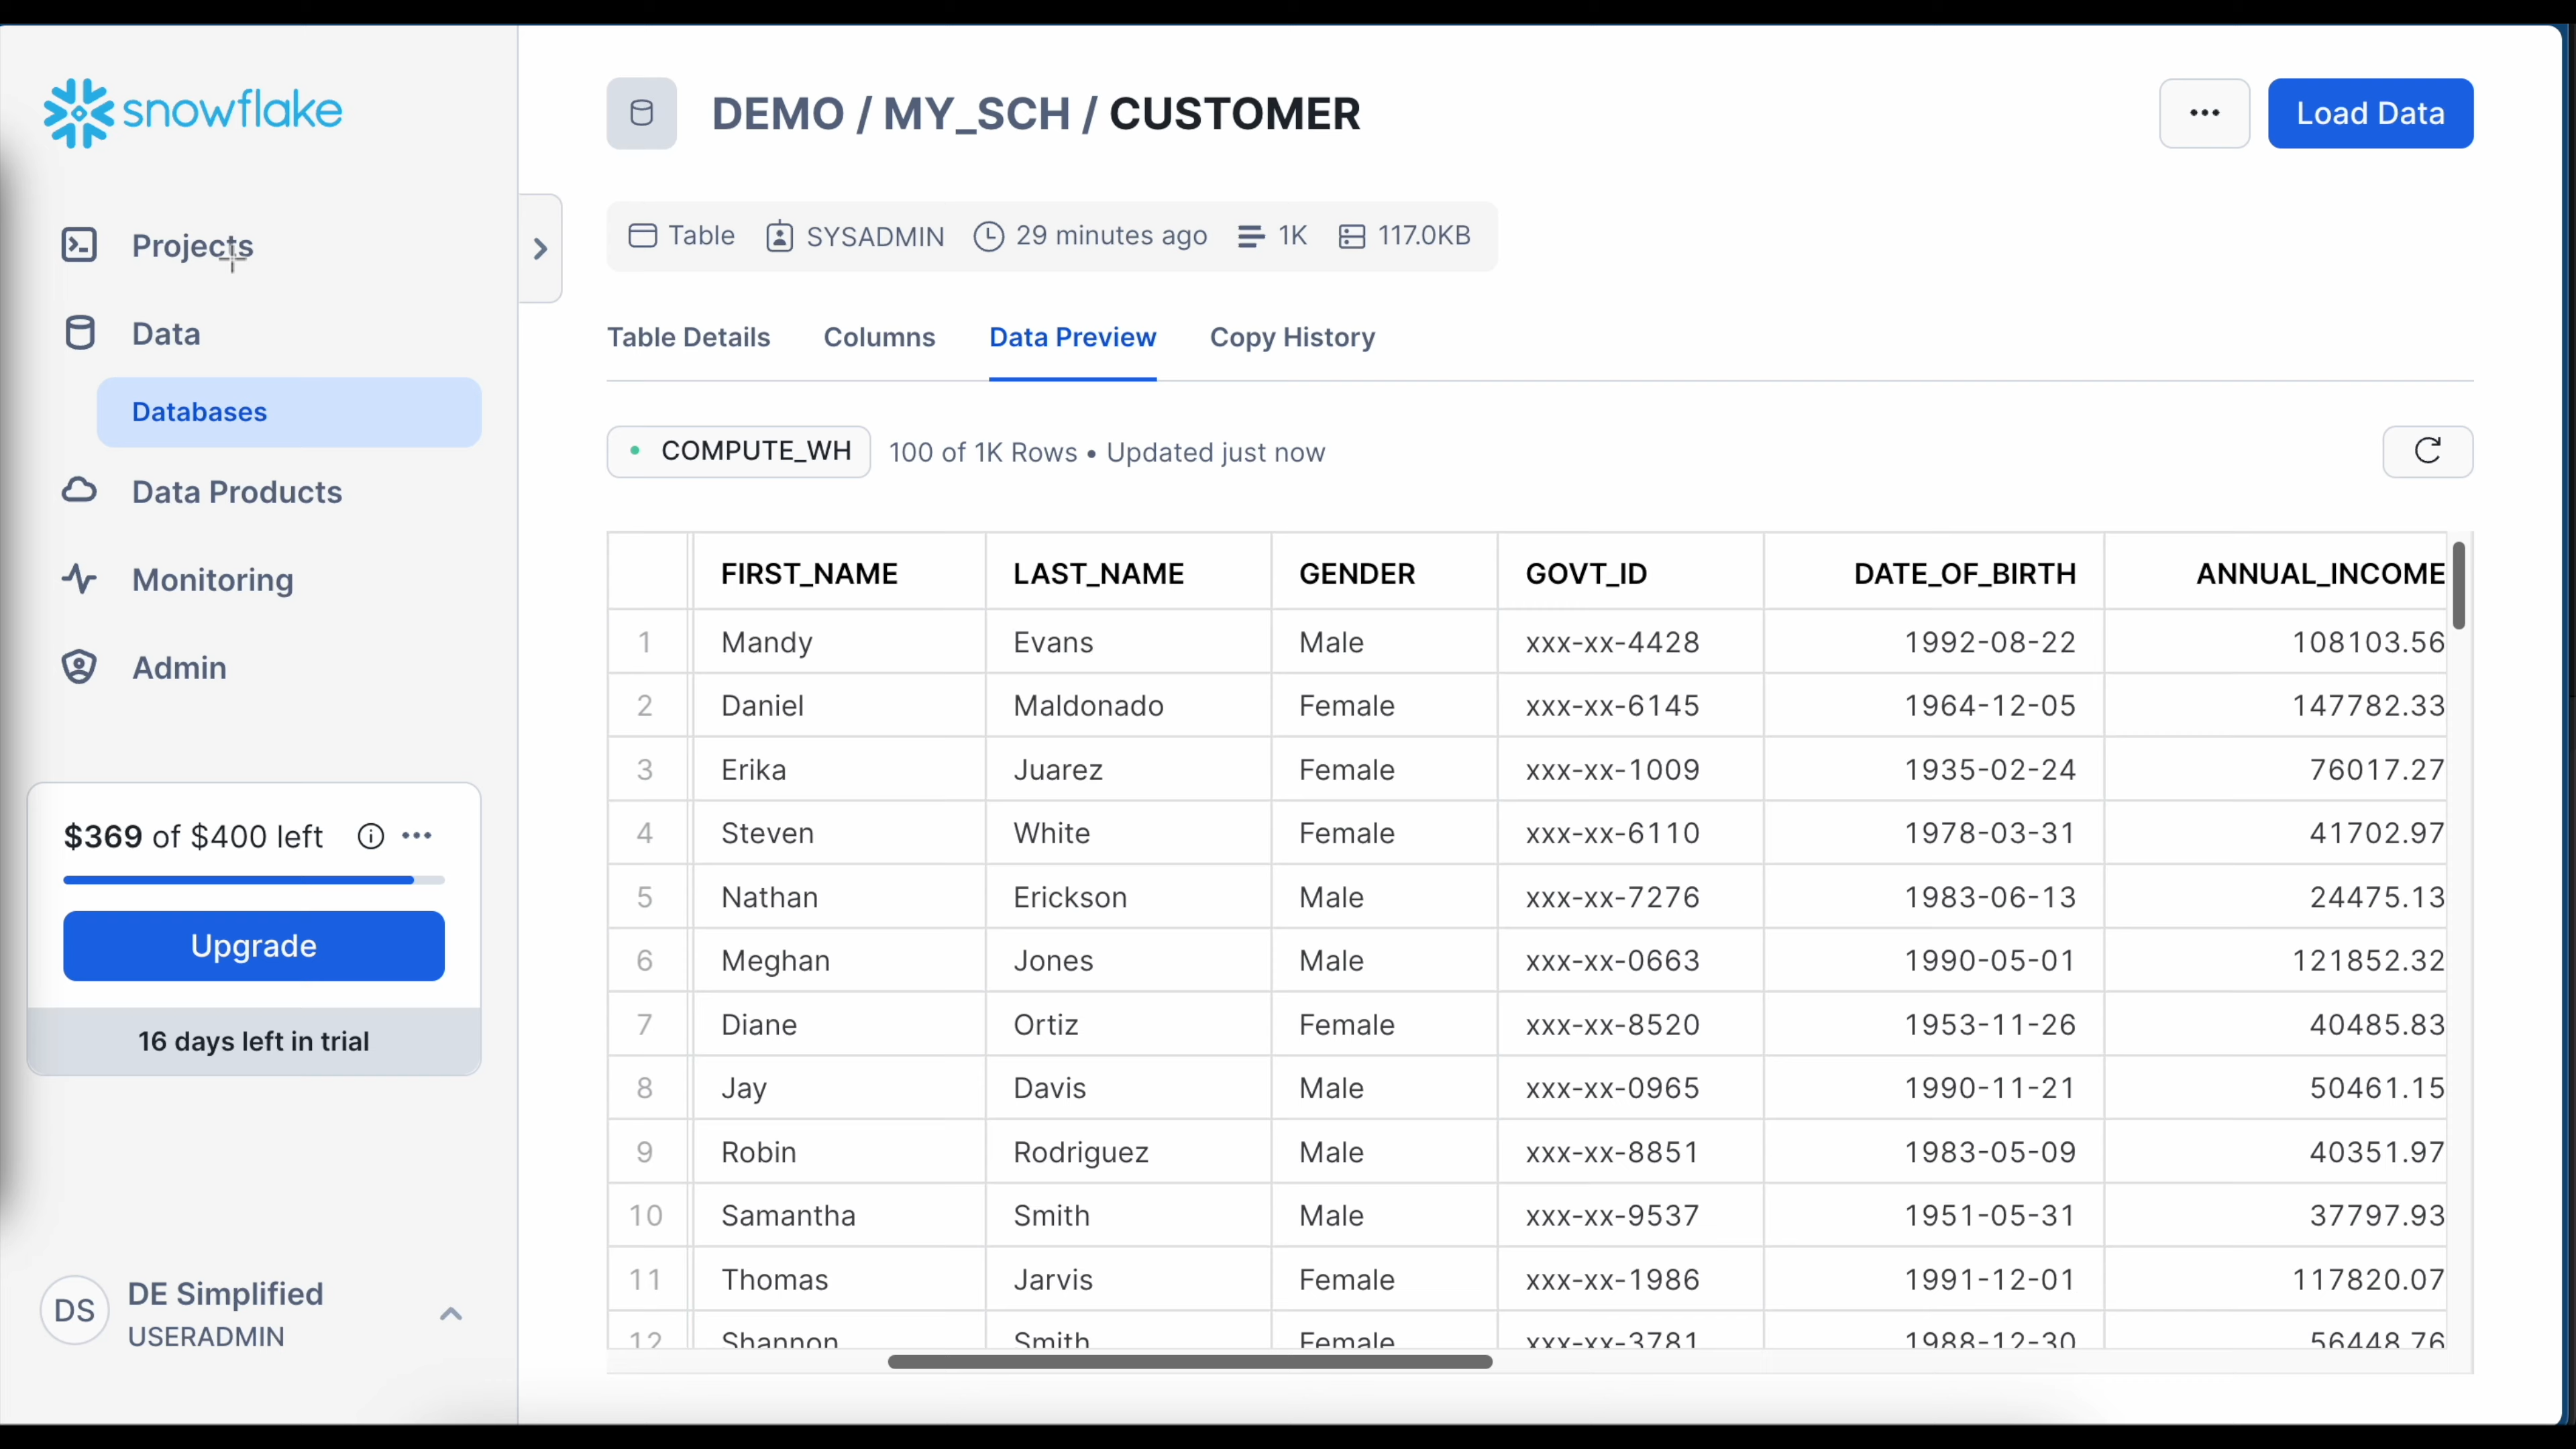 snowflake
Projects
Data
Databases
Data Products
Monitoring
Admin
$369 of $400 left
Upgrade
16 days left in trial
DS
DE Simplified
USERADMIN
DEMO / MY_SCH / CUSTOMER
Load Data
Table SYSADMIN 29 minutes ago 1K 117.0KB
Table Details Columns Data Preview Copy History
COMPUTE_WH 100 of 1K Rows • Updated just now
FIRST_NAME LAST_NAME GENDER GOVT_ID DATE_OF_BIRTH ANNUAL_INCOME
1 Mandy Evans Male xxx-xx-4428 1992-08-22 108103.56
2 Daniel Maldonado Female xxx-xx-6145 1964-12-05 147782.33
3 Erika Juarez Female xxx-xx-1009 1935-02-24 76017.27
4 Steven White Female xxx-xx-6110 1978-03-31 41702.97
5 Nathan Erickson Male xxx-xx-7276 1983-06-13 24475.13
6 Meghan Jones Male xxx-xx-0663 1990-05-01 121852.32
7 Diane Ortiz Female xxx-xx-8520 1953-11-26 40485.83
8 Jay Davis Male xxx-xx-0965 1990-11-21 50461.15
9 Robin Rodriguez Male xxx-xx-8851 1983-05-09 40351.97
10 Samantha Smith Male xxx-xx-9537 1951-05-31 37797.93
11 Thomas Jarvis Female xxx-xx-1986 1991-12-01 117820.07
12 Shannon Smith Female xxx-xx-3781 1988-12-30 56448.76